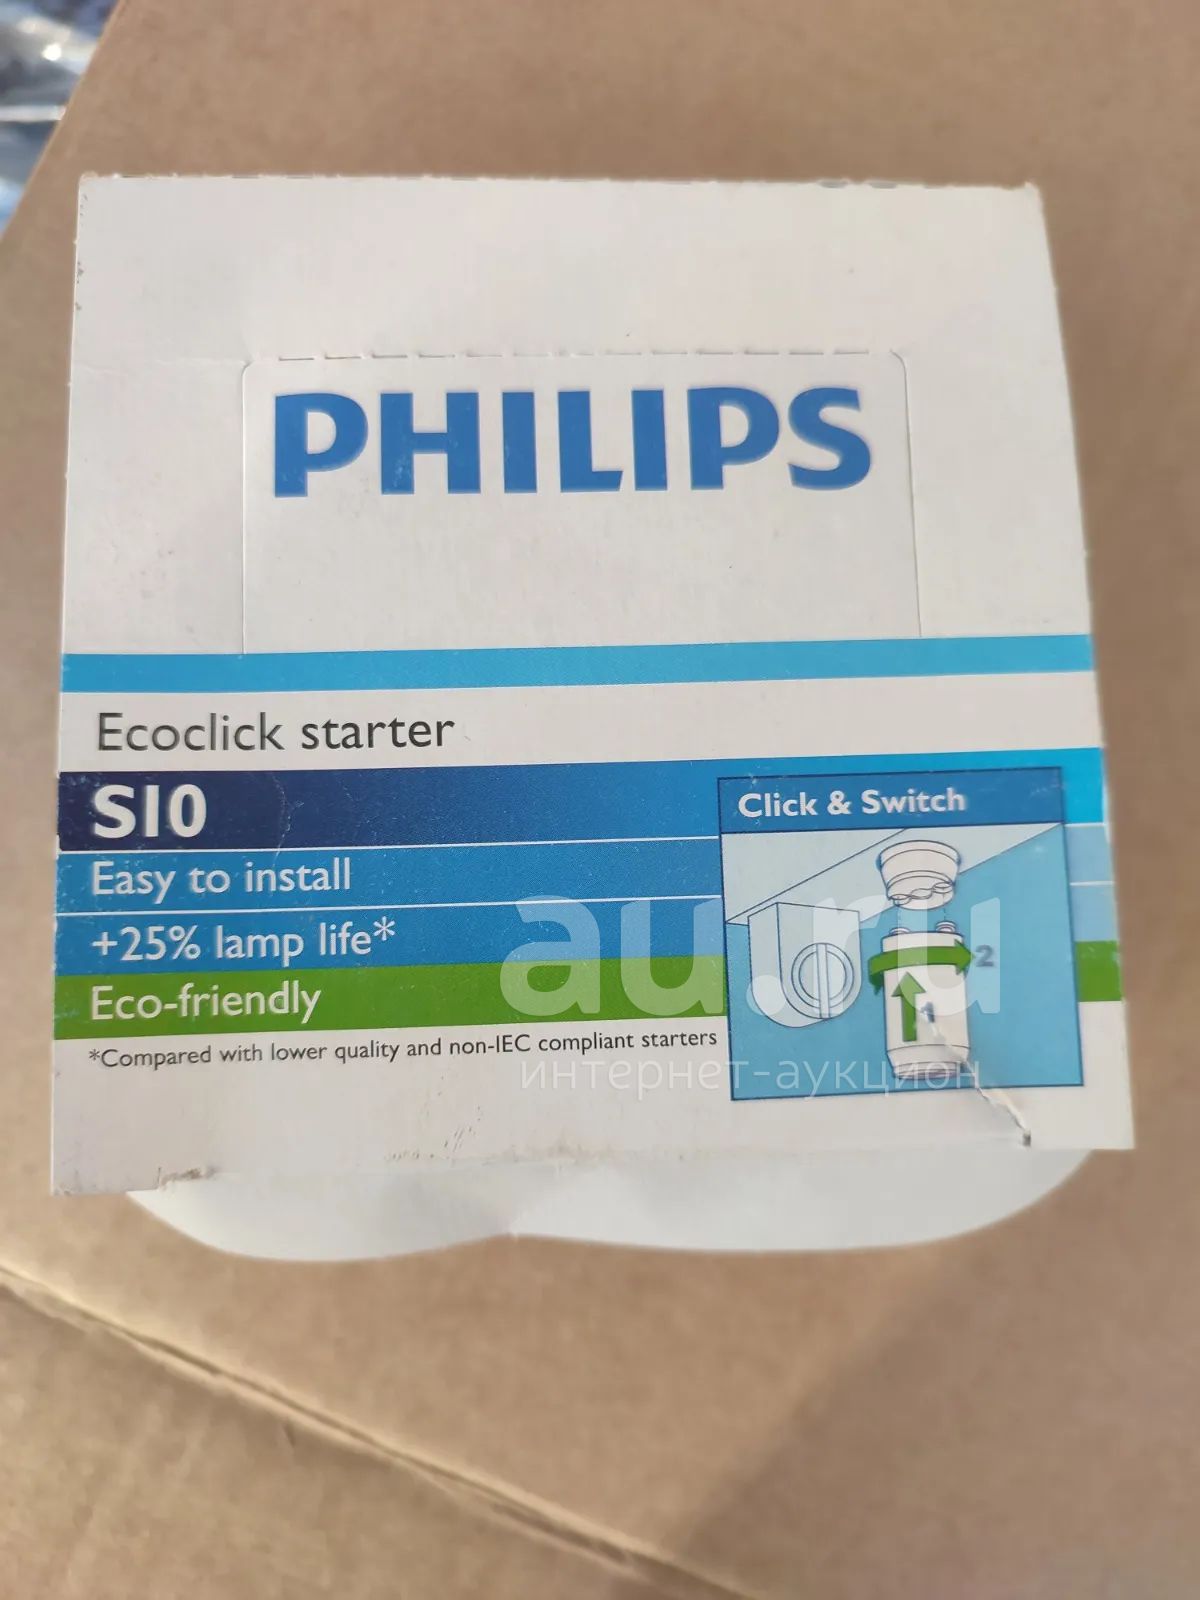 PHILIPS
Ecoclick starter
S10
Easy to install
+25% lamp life*
Eco-friendly
*Compared with lower quality and non-IEC compliant starters
Click & Switch
2
1
au.ru
интернет-аукцион